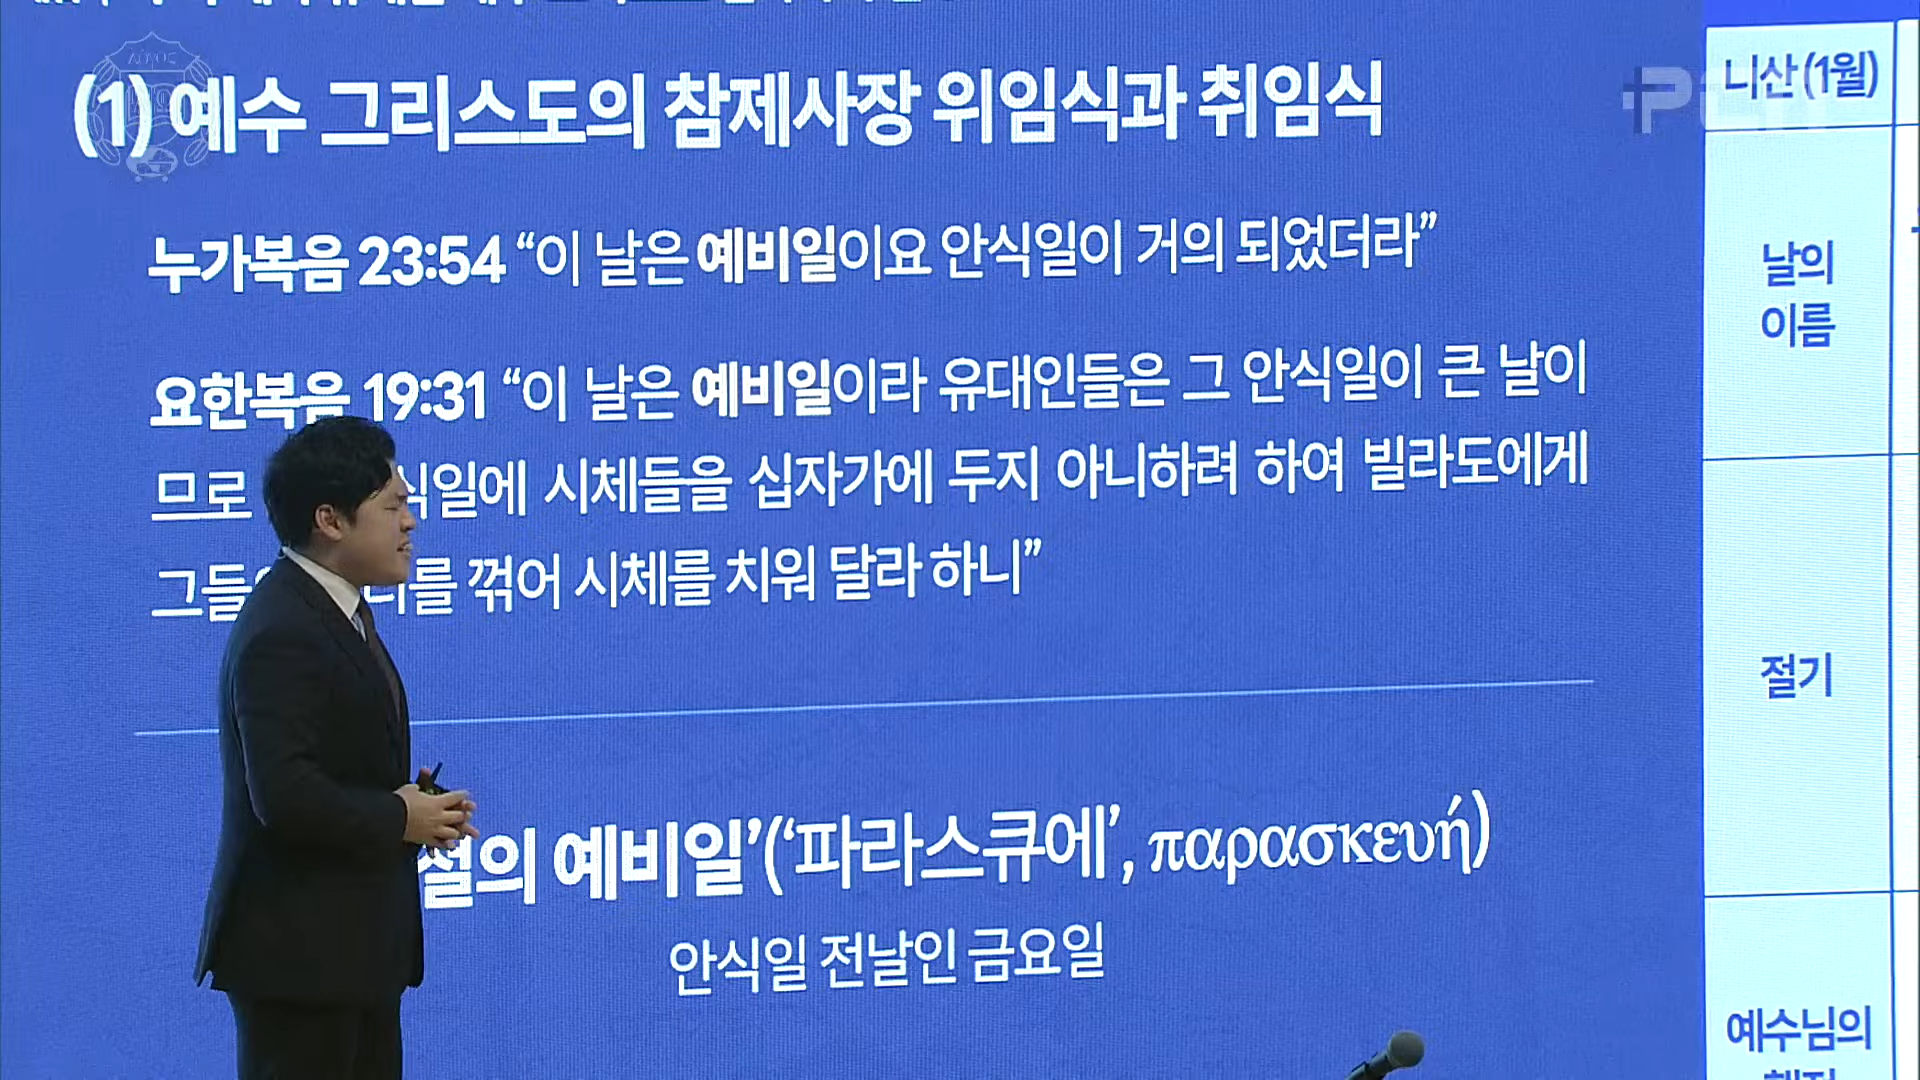 (1) 예수 그리스도의 참제사장 위임식과 취임식
누가복음 23:54 “이 날은 예비일이요 안식일이 거의 되었더라”
요한복음 19:31 “이 날은 예비일이라 유대인들은 그 안식일이 큰 날이
므로 식일에 시체들을 십자가에 두지 아니하려 하여 빌라도에게
그들 를 꺾어 시체를 치워 달라 하니”
의 예비일’(‘파라스큐에’, παρασκευή)
안식일 전날인 금요일
니산 (1월)
날의
이름
절기
예수님의